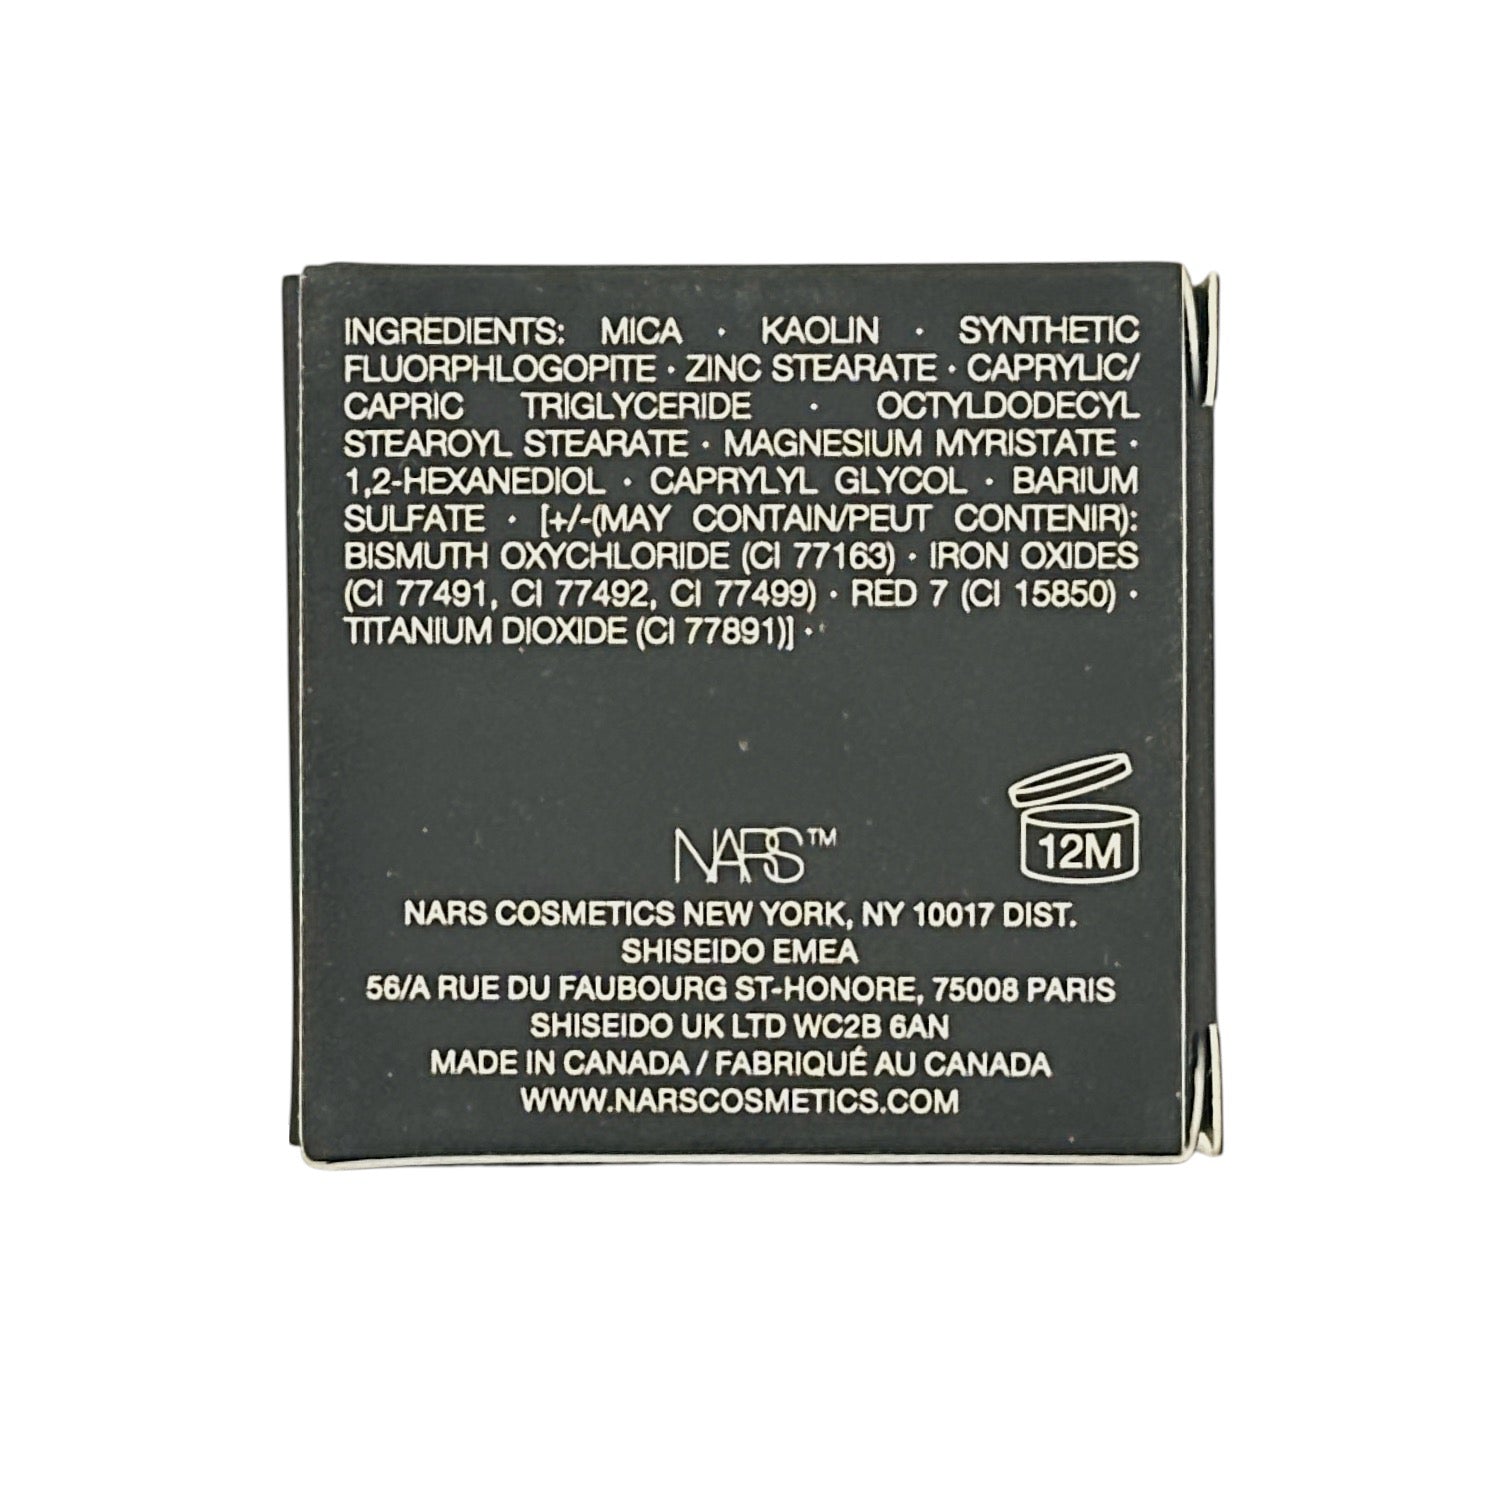 INGREDIENTS: MICA · KAOLIN · SYNTHETIC
FLUORPHLOGOPITE · ZINC STEARATE · CAPRYLIC/
CAPRIC TRIGLYCERIDE · OCTYLDODECYL
STEAROYL STEARATE · MAGNESIUM MYRISTATE ·
1,2-HEXANEDIOL · CAPRYLYL GLYCOL · BARIUM
SULFATE · [+/-(MAY CONTAIN/PEUT CONTENIR):
BISMUTH OXYCHLORIDE (CI 77163) · IRON OXIDES
(CI 77491, CI 77492, CI 77499) · RED 7 (CI 15850) ·
TITANIUM DIOXIDE (CI 77891)] ·
12M
NARS™
NARS COSMETICS NEW YORK, NY 10017 DIST.
SHISEIDO EMEA
56/A RUE DU FAUBOURG ST-HONORE, 75008 PARIS
SHISEIDO UK LTD WC2B 6AN
MADE IN CANADA / FABRIQUÉ AU CANADA
WWW.NARSCOSMETICS.COM